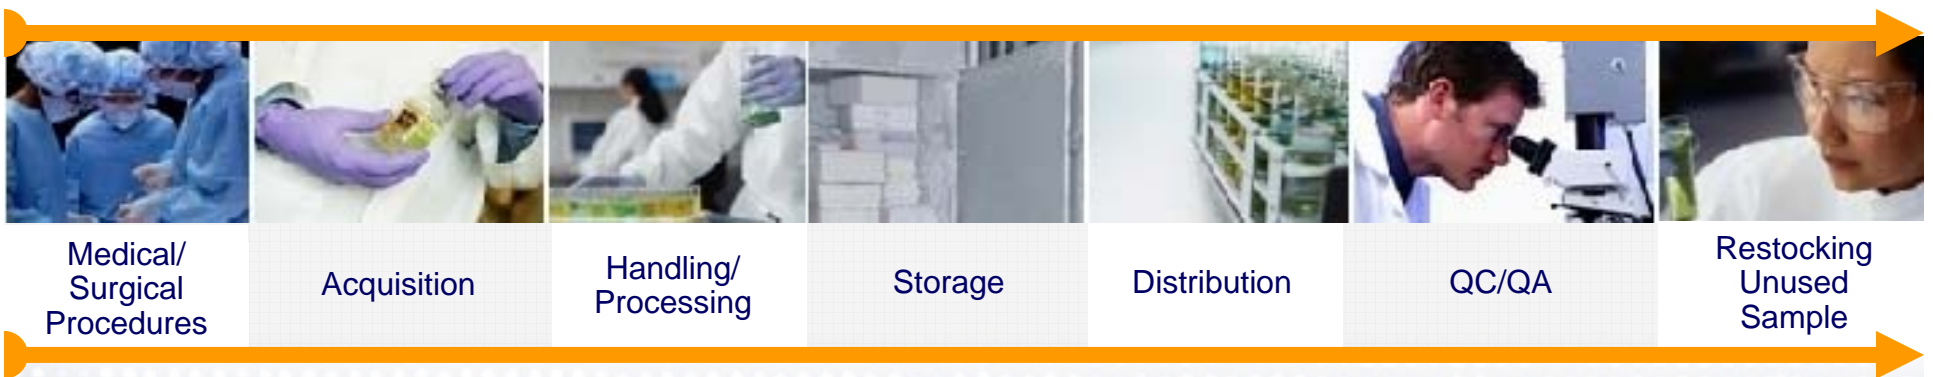 Medical/
Surgical
Procedures
Acquisition
Handling/
Processing
Storage
Distribution
QC/QA
Restocking
Unused
Sample